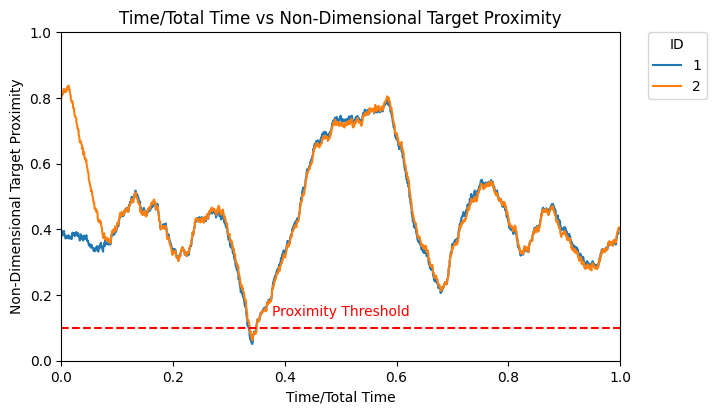 Time/Total Time vs Non-Dimensional Target Proximity
ID
1
2
Non-Dimensional Target Proximity
1.0
0.8
0.6
0.4
0.2
0.0
Proximity Threshold
0.0 0.2 0.4 0.6 0.8 1.0
Time/Total Time